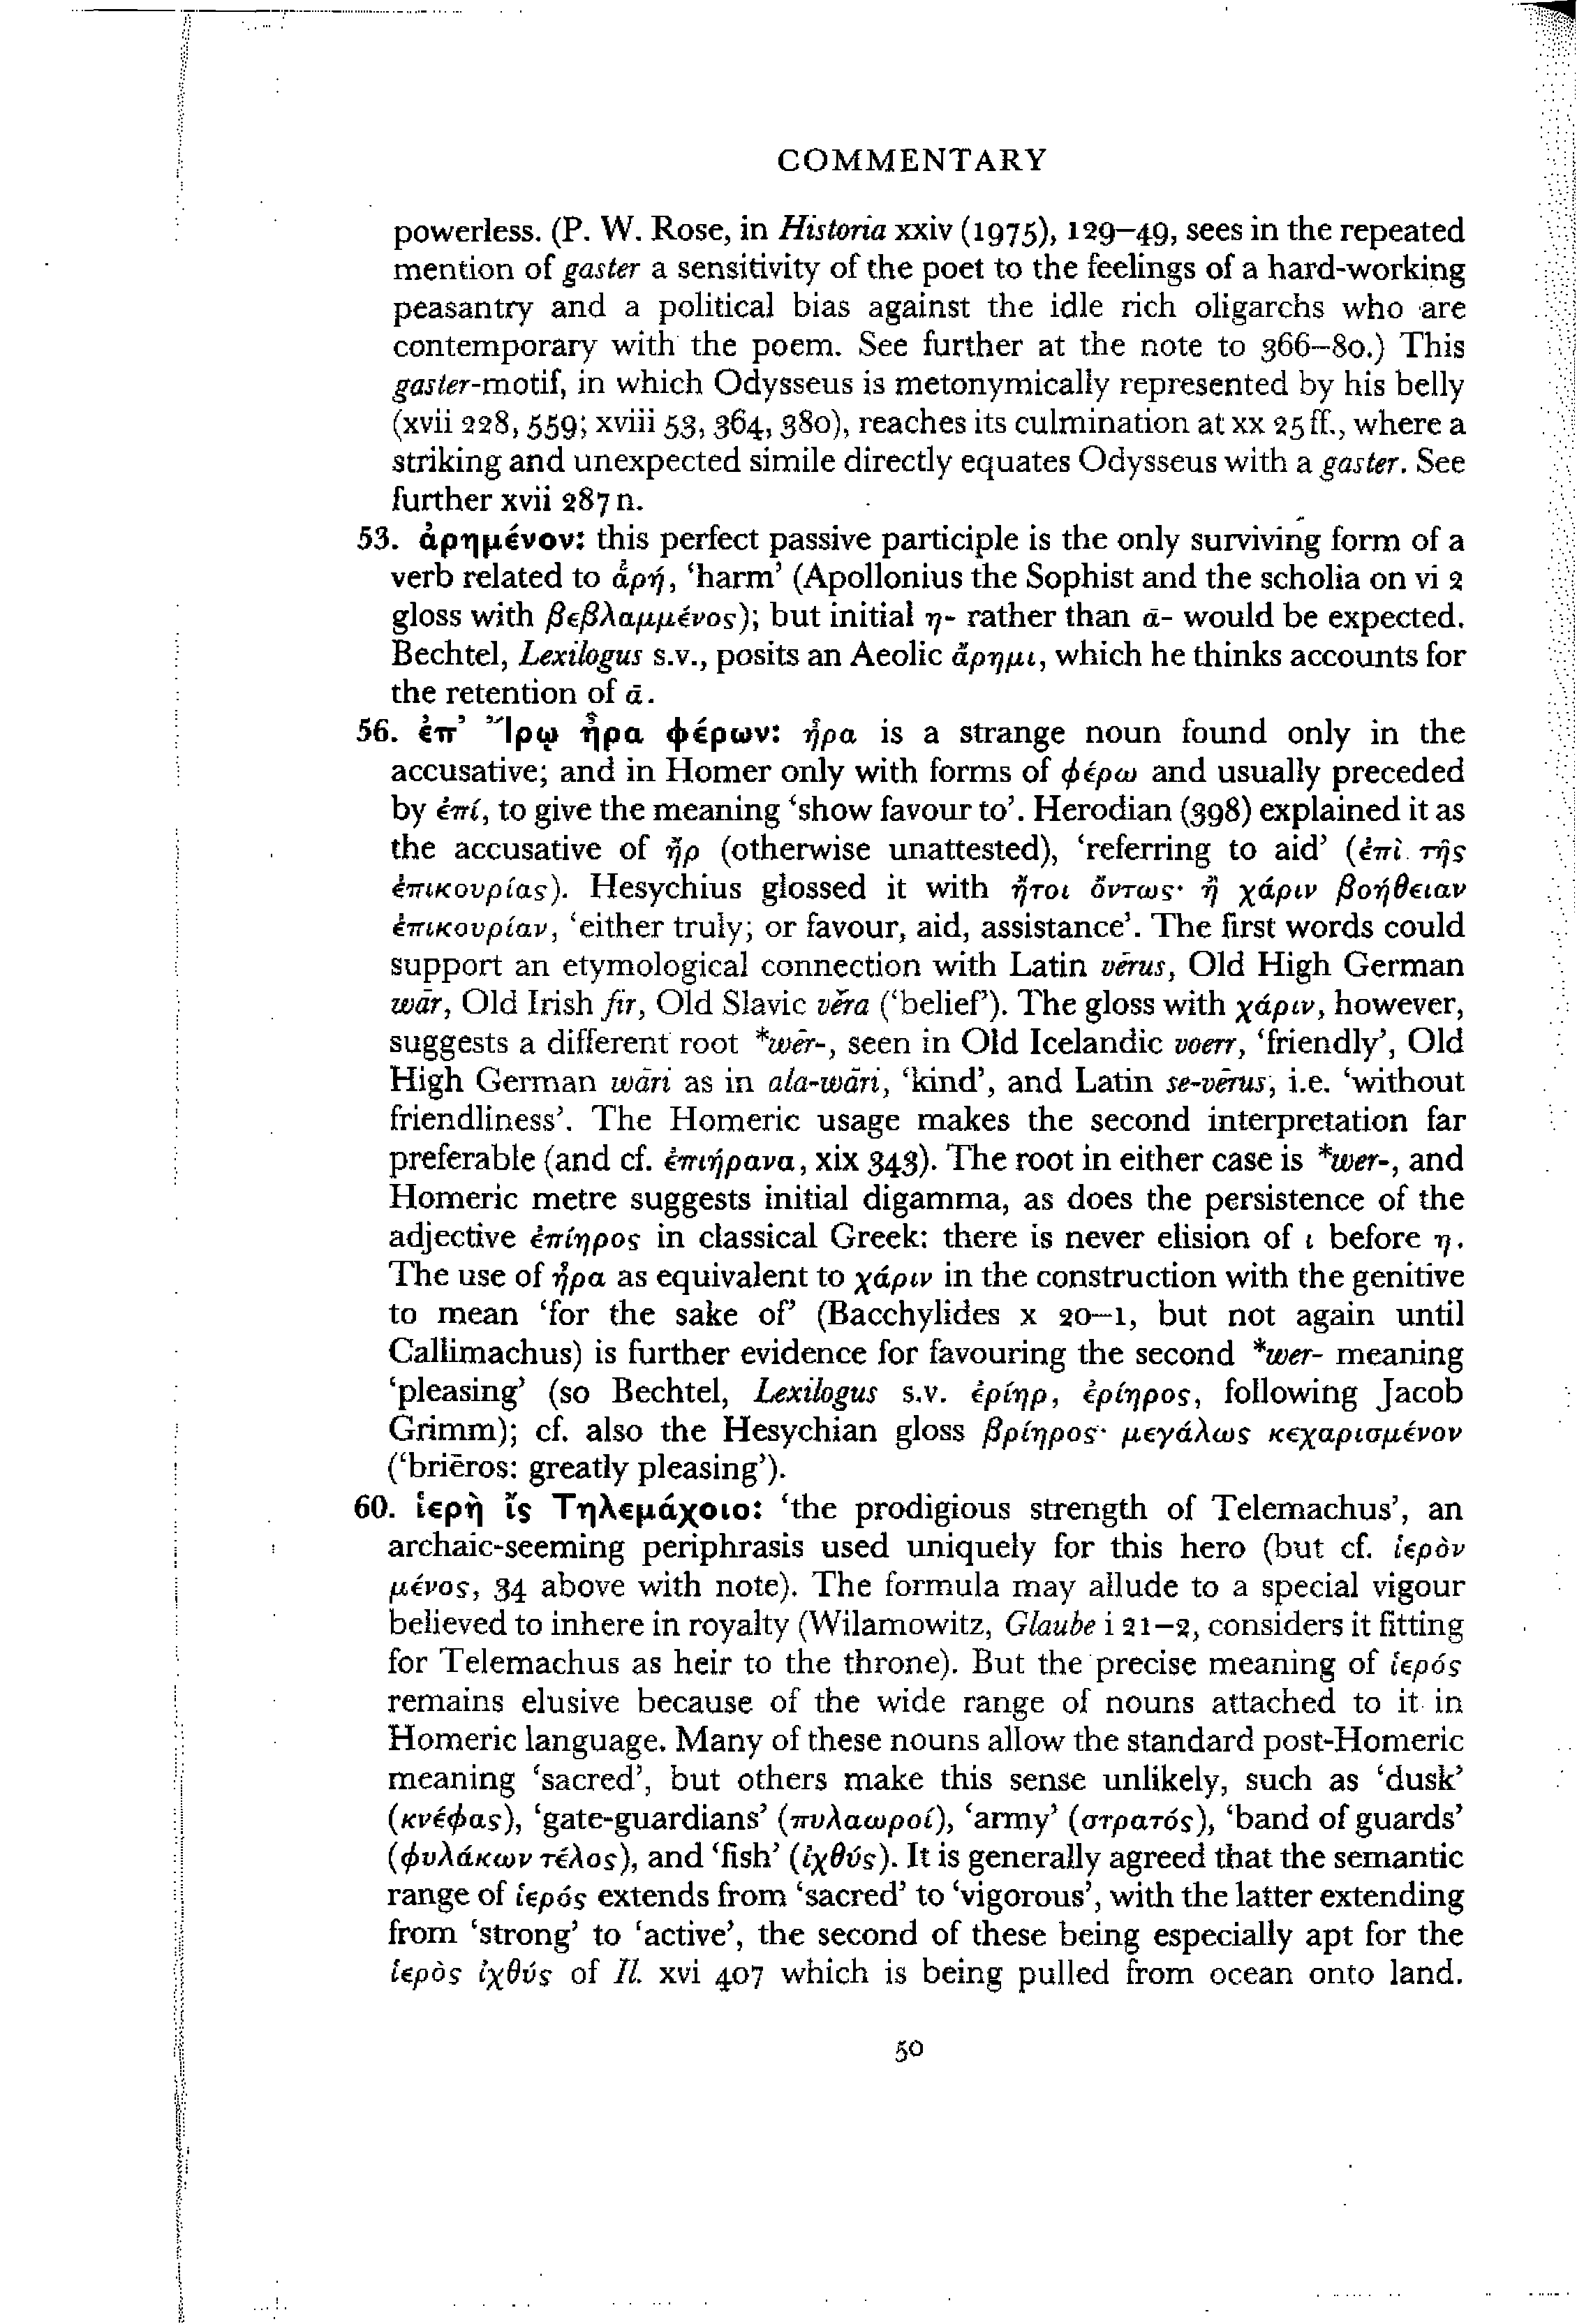 COMMENTARY
powerless. (P. W. Rose, in Historia xxiv (1975), 129–49, sees in the repeated
mention of gaster a sensitivity of the poet to the feelings of a hard-working
peasantry and a political bias against the idle rich oligarchs who are
contemporary with the poem. See further at the note to 366–80.) This
gaster-motif, in which Odysseus is metonymically represented by his belly
(xvii 228, 559; xviii 53, 364, 380), reaches its culmination at xx 25 ff., where a
striking and unexpected simile directly equates Odysseus with a gaster. See
further xvii 287 n.
53. ἀρημένον: this perfect passive participle is the only surviving form of a
verb related to ἀρή, ‘harm’ (Apollonius the Sophist and the scholia on vi 2
gloss with βεβλαμμένος); but initial η- rather than ᾱ- would be expected.
Bechtel, Lexilogus s.v., posits an Aeolic ἄρημι, which he thinks accounts for
the retention of ᾱ.
56. ἐπ’ Ἴρῳ ἦρα φέρων: ἦρα is a strange noun found only in the
accusative; and in Homer only with forms of φέρω and usually preceded
by ἐπί, to give the meaning ‘show favour to’. Herodian (398) explained it as
the accusative of ἦρ (otherwise unattested), ‘referring to aid’ (ἐπὶ τῆς
ἐπικουρίας). Hesychius glossed it with ἤτοι ὄντως· ἢ χάριν βοήθειαν
ἐπικουρίαν, ‘either truly; or favour, aid, assistance’. The first words could
support an etymological connection with Latin vērus, Old High German
wār, Old Irish fír, Old Slavic věra (‘belief’). The gloss with χάριν, however,
suggests a different root *wēr-, seen in Old Icelandic voerr, ‘friendly’, Old
High German wāri as in ala-wāri, ‘kind’, and Latin se-vērus, i.e. ‘without
friendliness’. The Homeric usage makes the second interpretation far
preferable (and cf. ἐπιήρανα, xix 343). The root in either case is *wer-, and
Homeric metre suggests initial digamma, as does the persistence of the
adjective ἐπίηρος in classical Greek: there is never elision of ι before η.
The use of ἦρα as equivalent to χάριν in the construction with the genitive
to mean ‘for the sake of’ (Bacchylides x 20–1, but not again until
Callimachus) is further evidence for favouring the second *wer- meaning
‘pleasing’ (so Bechtel, Lexilogus s.v. ἐρίηρ, ἐρίηρος, following Jacob
Grimm); cf. also the Hesychian gloss βρίηρος· μεγάλως κεχαρισμένον
(‘briēros: greatly pleasing’).
60. ἱερὴ ἲς Τηλεμάχοιο: ‘the prodigious strength of Telemachus’, an
archaic-seeming periphrasis used uniquely for this hero (but cf. ἱερὸν
μένος, 34 above with note). The formula may allude to a special vigour
believed to inhere in royalty (Wilamowitz, Glaube i 21–2, considers it fitting
for Telemachus as heir to the throne). But the precise meaning of ἱερός
remains elusive because of the wide range of nouns attached to it in
Homeric language. Many of these nouns allow the standard post-Homeric
meaning ‘sacred’, but others make this sense unlikely, such as ‘dusk’
(κνέφας), ‘gate-guardians’ (πυλαωροί), ‘army’ (στρατός), ‘band of guards’
(φυλάκων τέλος), and ‘fish’ (ἰχθύς). It is generally agreed that the semantic
range of ἱερός extends from ‘sacred’ to ‘vigorous’, with the latter extending
from ‘strong’ to ‘active’, the second of these being especially apt for the
ἱερὸς ἰχθύς of Il. xvi 407 which is being pulled from ocean onto land.
50